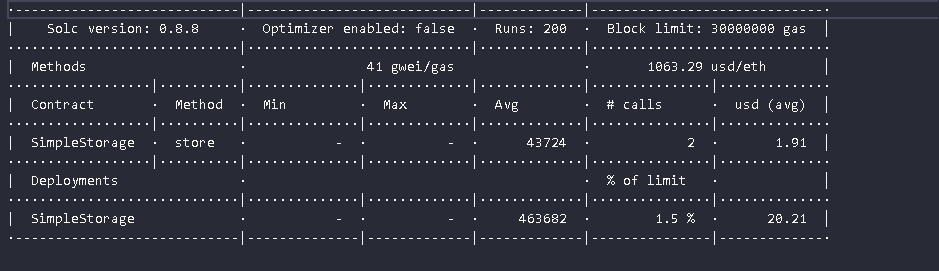 Solc version: 0.8.8 · Optimizer enabled: false · Runs: 200 · Block limit: 30000000 gas
Methods · 41 gwei/gas · 1063.29 usd/eth
Contract · Method · Min · Max · Avg · # calls · usd (avg)
SimpleStorage · store · - · - · 43724 · 2 · 1.91
Deployments · · % of limit ·
SimpleStorage · - · - · 463682 · 1.5 % · 20.21